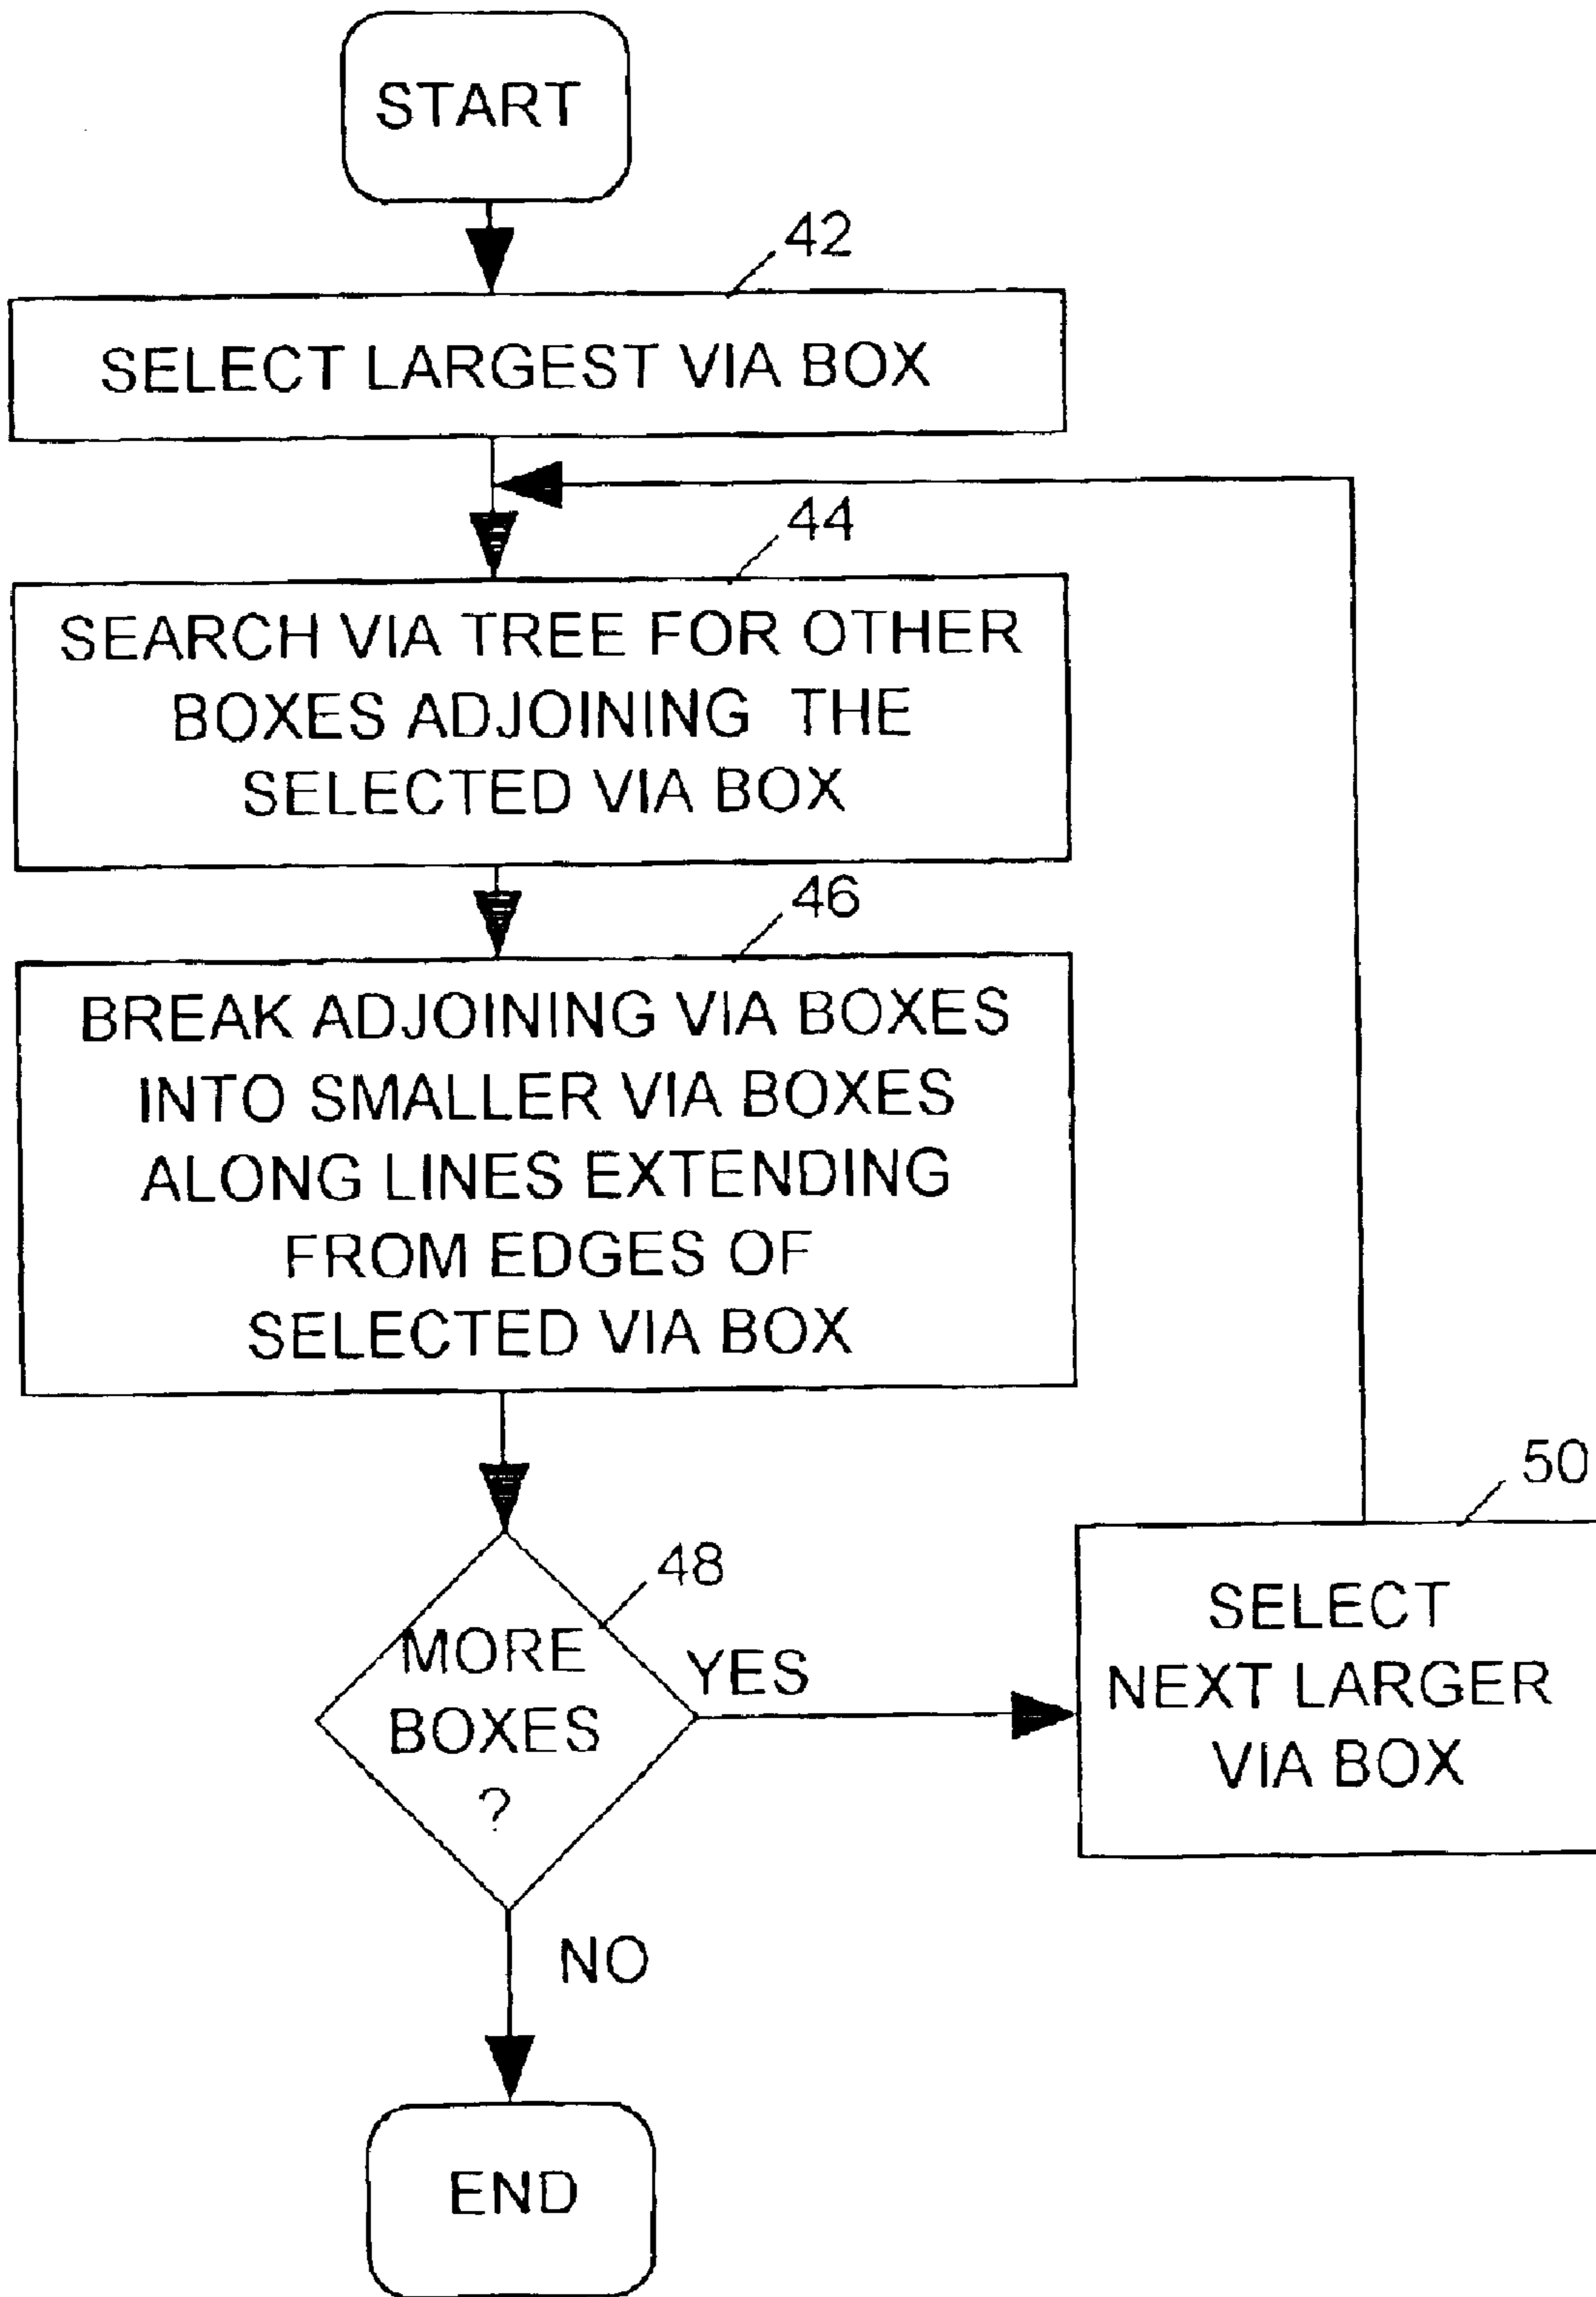 START
42
SELECT LARGEST VIA BOX
44
SEARCH VIA TREE FOR OTHER
BOXES ADJOINING THE
SELECTED VIA BOX
46
BREAK ADJOINING VIA BOXES
INTO SMALLER VIA BOXES
ALONG LINES EXTENDING
FROM EDGES OF
SELECTED VIA BOX
48
MORE
BOXES
?
YES
50
SELECT
NEXT LARGER
VIA BOX
NO
END